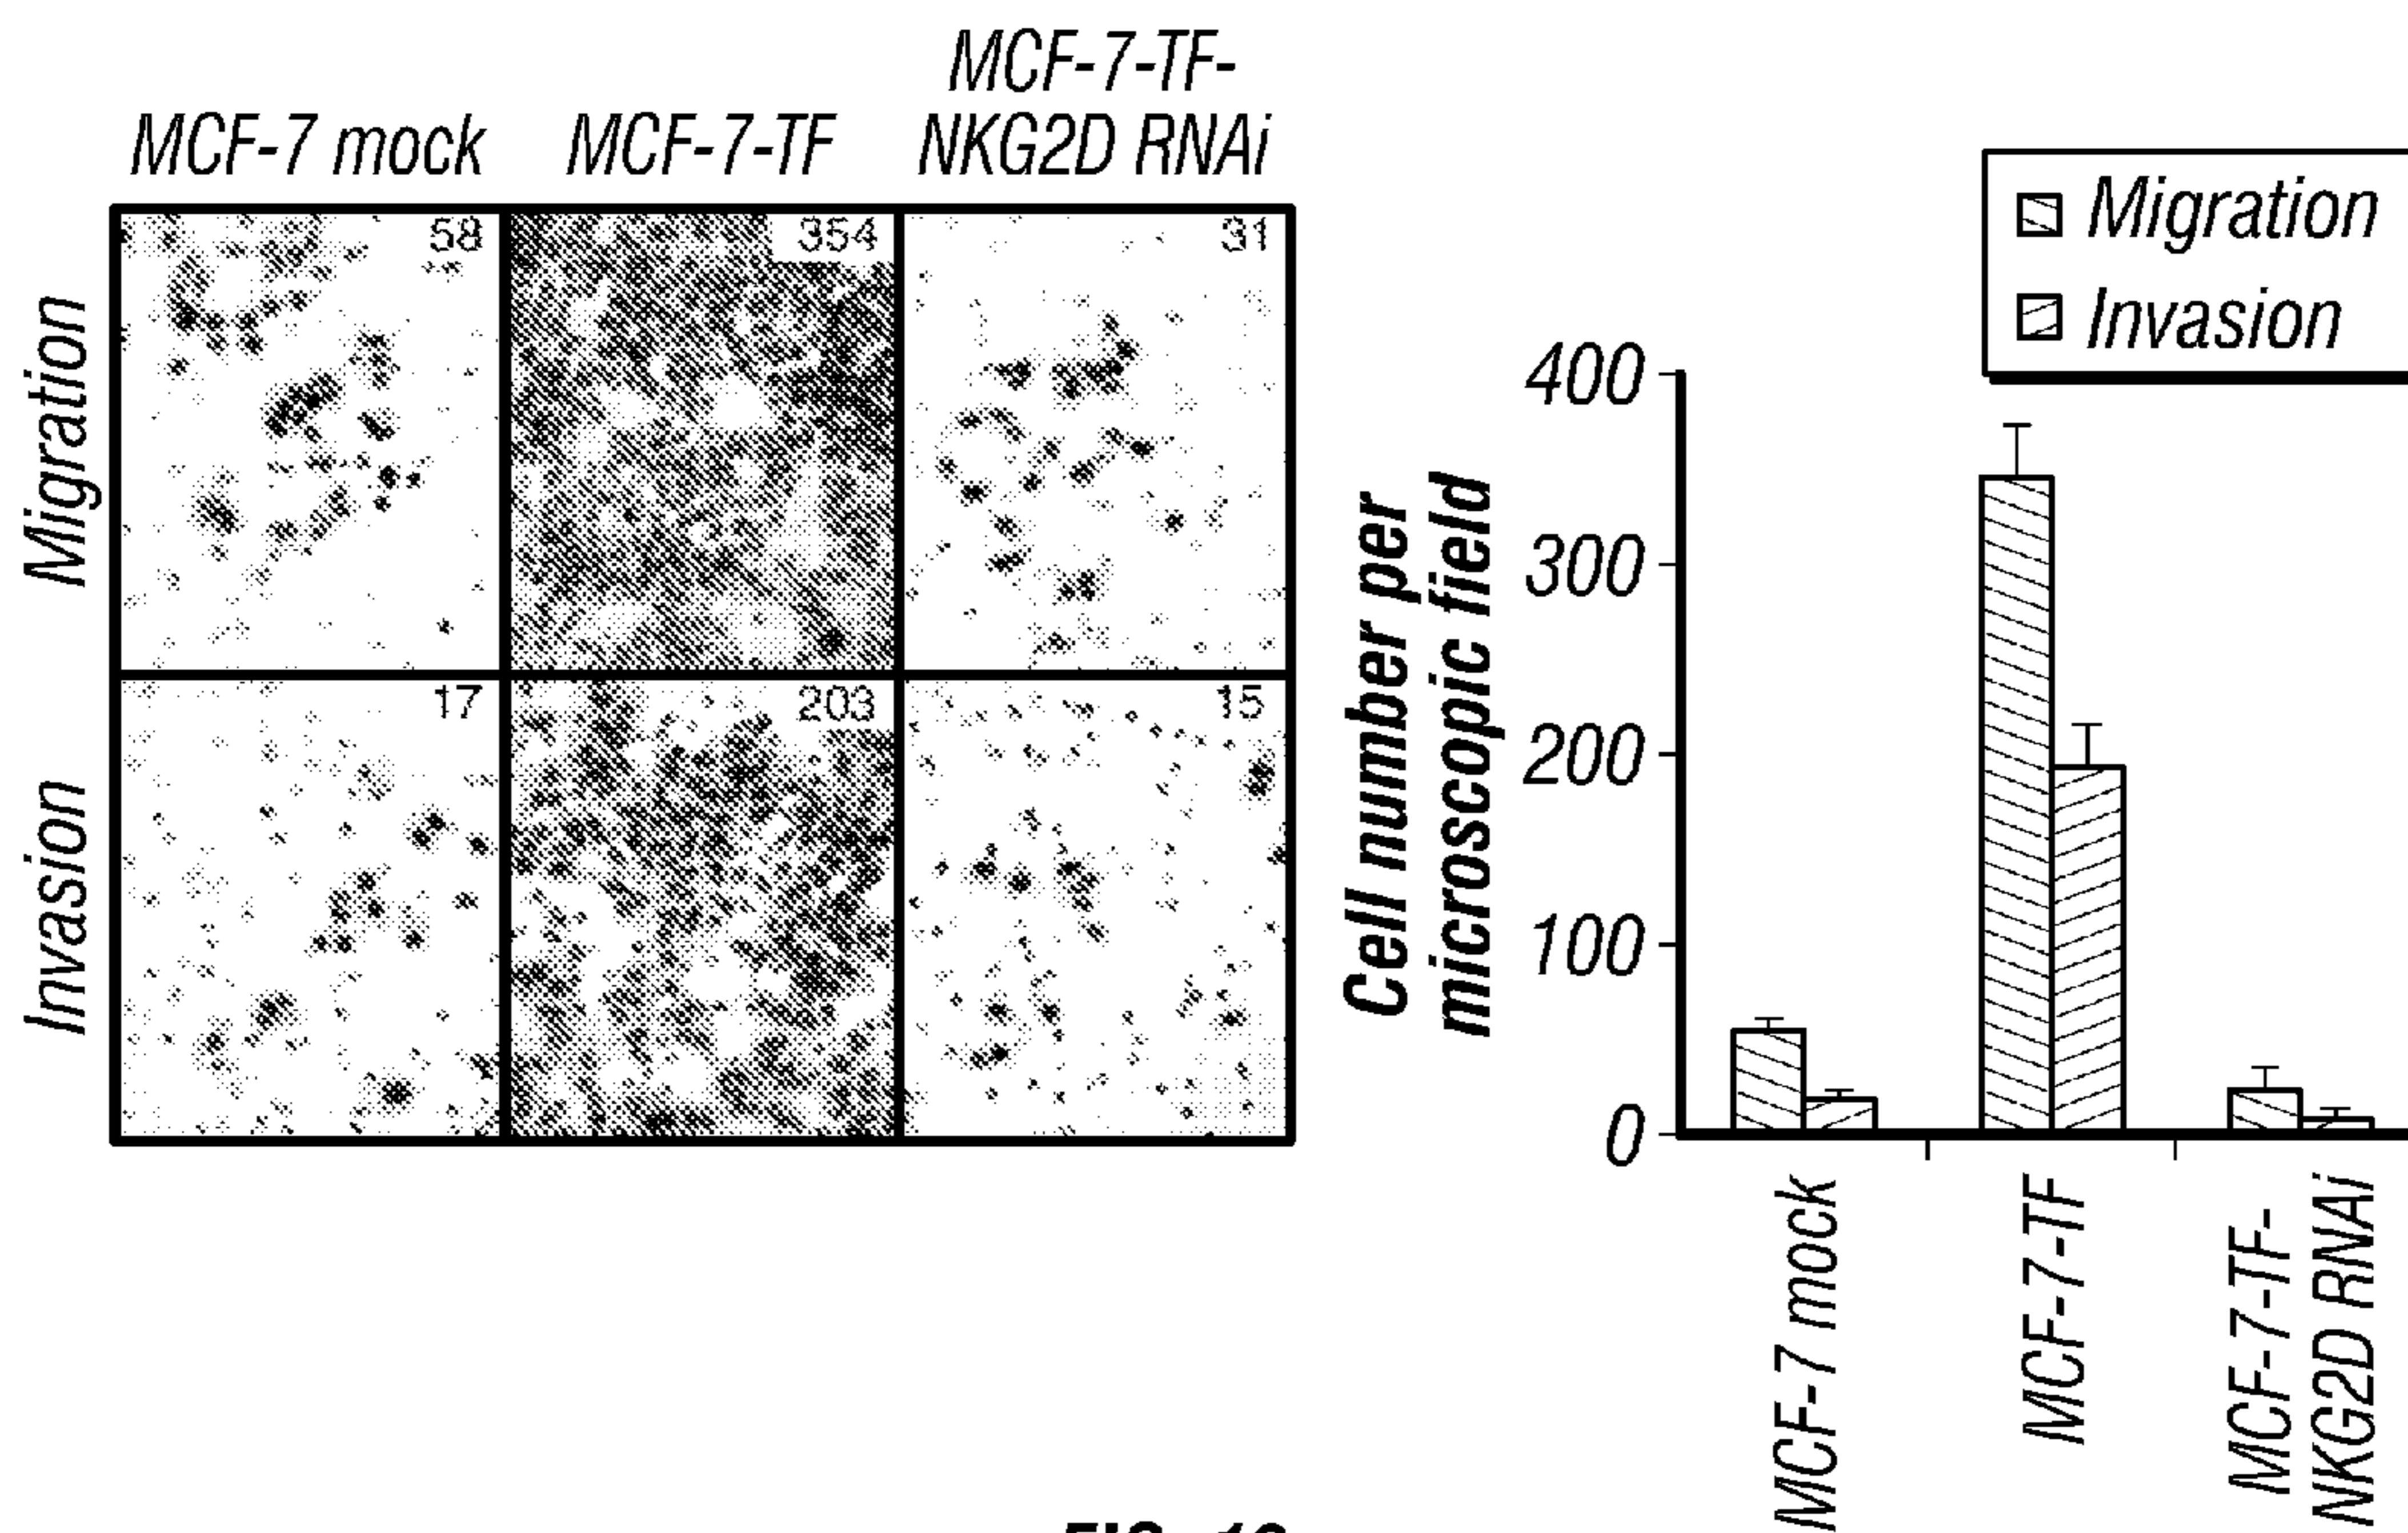 MCF-7 mock
MCF-7-TF
MCF-7-TF-
NKG2D RNAi
Migration
58
354
31
Invasion
17
203
15
Migration
Invasion
Cell number per
microscopic field
400
300
200
100
0
MCF-7 mock
MCF-7-TF
MCF-7-TF-
NKG2D RNAi